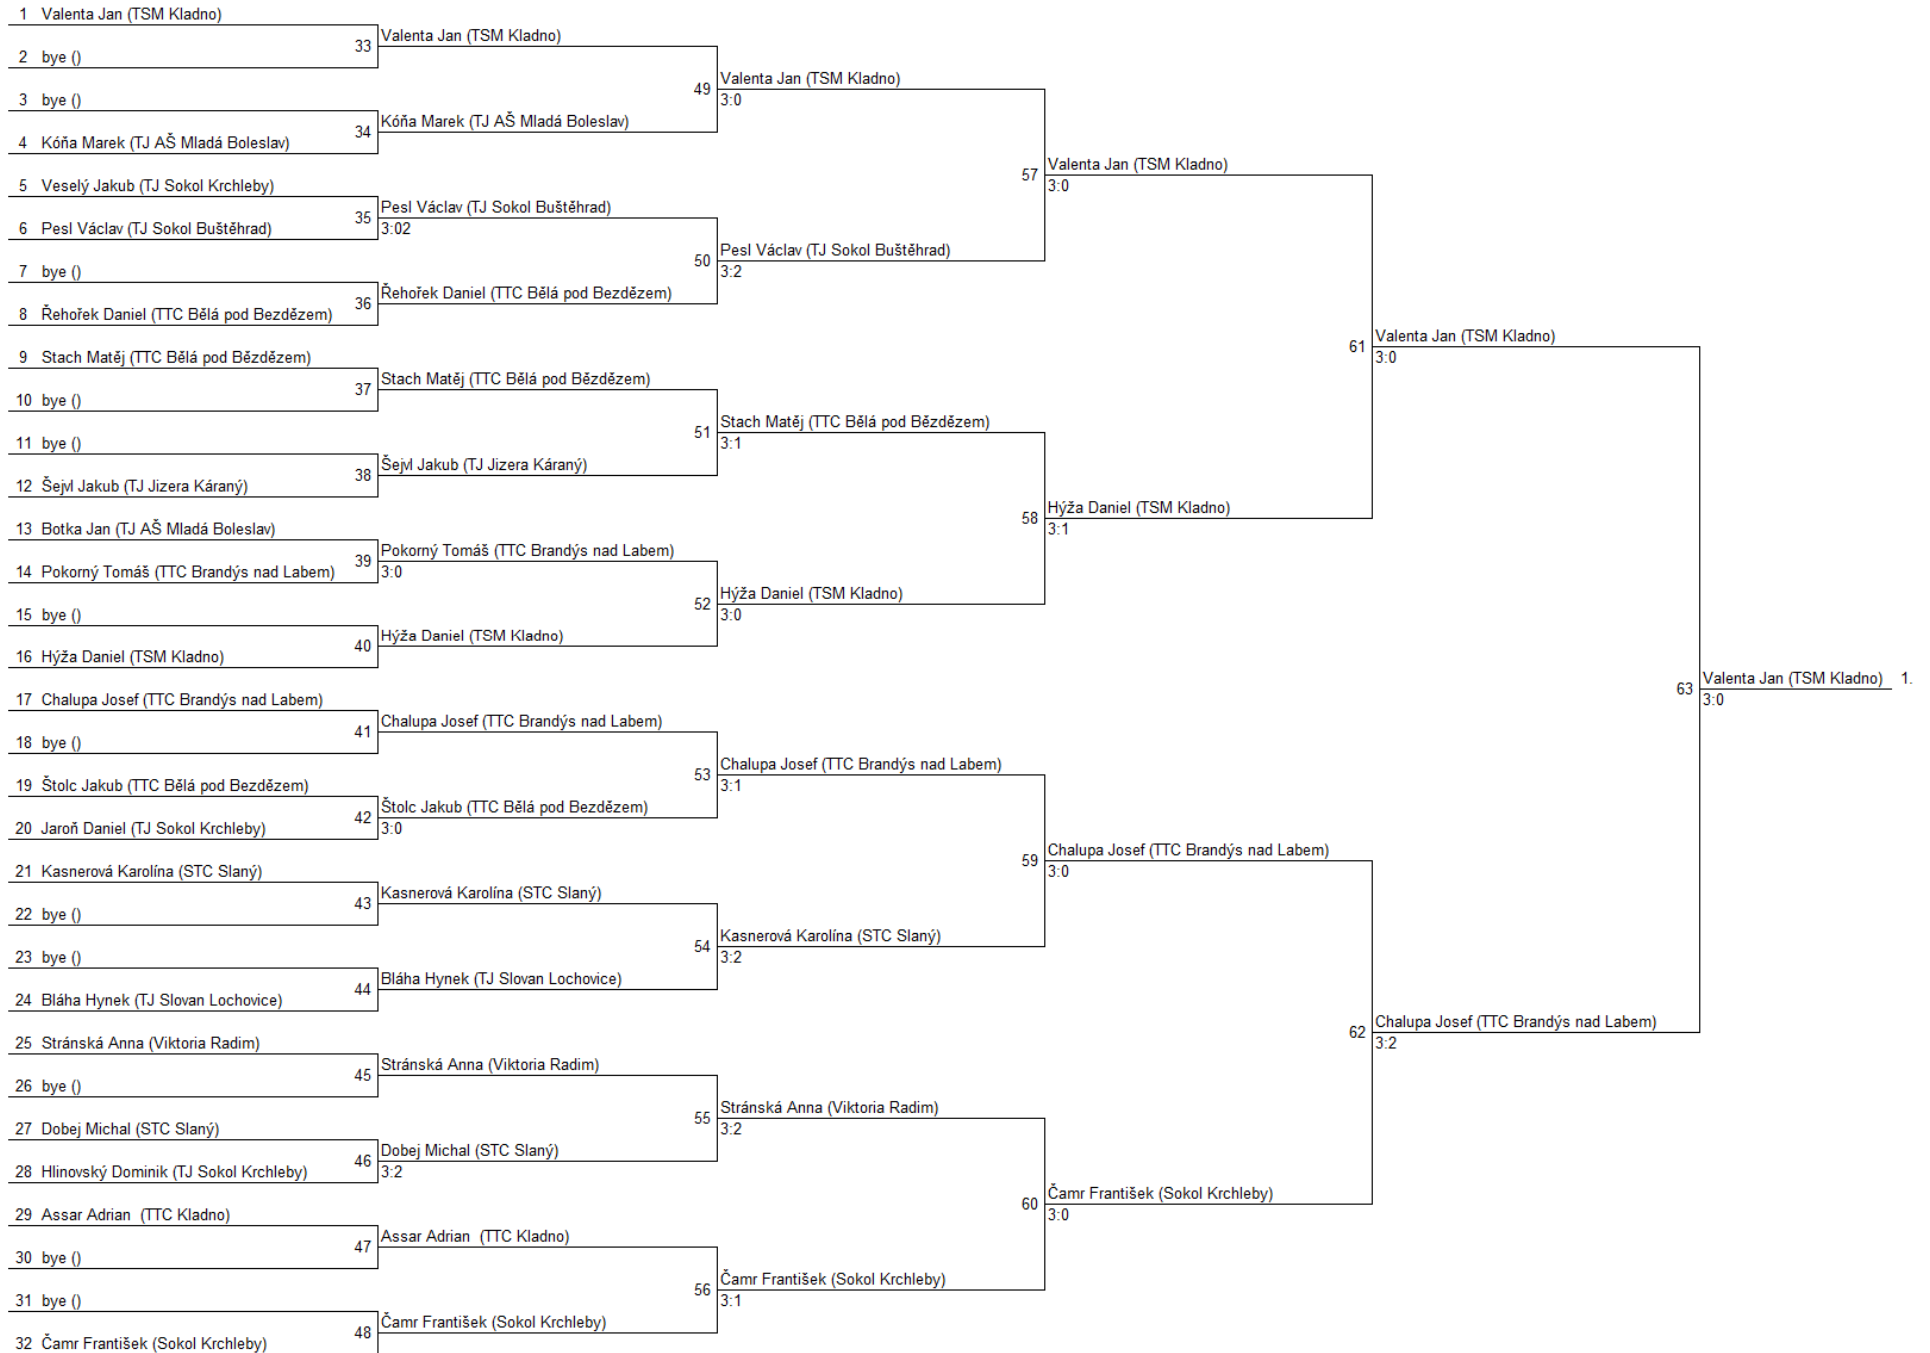 1 Valenta Jan (TSM Kladno)
2 bye ()
3 bye ()
4 Kóňa Marek (TJ AŠ Mladá Boleslav)
5 Veselý Jakub (TJ Sokol Krchleby)
6 Pesl Václav (TJ Sokol Buštěhrad)
7 bye ()
8 Řehořek Daniel (TTC Bělá pod Bezdězem)
9 Stach Matěj (TTC Bělá pod Bězdězem)
10 bye ()
11 bye ()
12 Šejvl Jakub (TJ Jizera Káraný)
13 Botka Jan (TJ AŠ Mladá Boleslav)
14 Pokorný Tomáš (TTC Brandýs nad Labem)
15 bye ()
16 Hýža Daniel (TSM Kladno)
17 Chalupa Josef (TTC Brandýs nad Labem)
18 bye ()
19 Štolc Jakub (TTC Bělá pod Bezdězem)
20 Jaroň Daniel (TJ Sokol Krchleby)
21 Kasnerová Karolína (STC Slaný)
22 bye ()
23 bye ()
24 Bláha Hynek (TJ Slovan Lochovice)
25 Stránská Anna (Viktoria Radim)
26 bye ()
27 Dobej Michal (STC Slaný)
28 Hlinovský Dominik (TJ Sokol Krchleby)
29 Assar Adrian (TTC Kladno)
30 bye ()
31 bye ()
32 Čamr František (Sokol Krchleby)
33 Valenta Jan (TSM Kladno)
34 Kóňa Marek (TJ AŠ Mladá Boleslav)
35 Pesl Václav (TJ Sokol Buštěhrad)
3:02
36 Řehořek Daniel (TTC Bělá pod Bezdězem)
37 Stach Matěj (TTC Bělá pod Bězdězem)
38 Šejvl Jakub (TJ Jizera Káraný)
39 Pokorný Tomáš (TTC Brandýs nad Labem)
3:0
40 Hýža Daniel (TSM Kladno)
41 Chalupa Josef (TTC Brandýs nad Labem)
42 Štolc Jakub (TTC Bělá pod Bezdězem)
3:0
43 Kasnerová Karolína (STC Slaný)
44 Bláha Hynek (TJ Slovan Lochovice)
45 Stránská Anna (Viktoria Radim)
46 Dobej Michal (STC Slaný)
3:2
47 Assar Adrian (TTC Kladno)
48 Čamr František (Sokol Krchleby)
49 Valenta Jan (TSM Kladno)
3:0
50 Pesl Václav (TJ Sokol Buštěhrad)
3:2
51 Stach Matěj (TTC Bělá pod Bězdězem)
3:1
52 Hýža Daniel (TSM Kladno)
3:0
53 Chalupa Josef (TTC Brandýs nad Labem)
3:1
54 Kasnerová Karolína (STC Slaný)
3:2
55 Stránská Anna (Viktoria Radim)
3:2
56 Čamr František (Sokol Krchleby)
3:1
57 Valenta Jan (TSM Kladno)
3:0
58 Hýža Daniel (TSM Kladno)
3:1
59 Chalupa Josef (TTC Brandýs nad Labem)
3:0
60 Čamr František (Sokol Krchleby)
3:0
61 Valenta Jan (TSM Kladno)
3:0
62 Chalupa Josef (TTC Brandýs nad Labem)
3:2
63 Valenta Jan (TSM Kladno) 1.
3:0